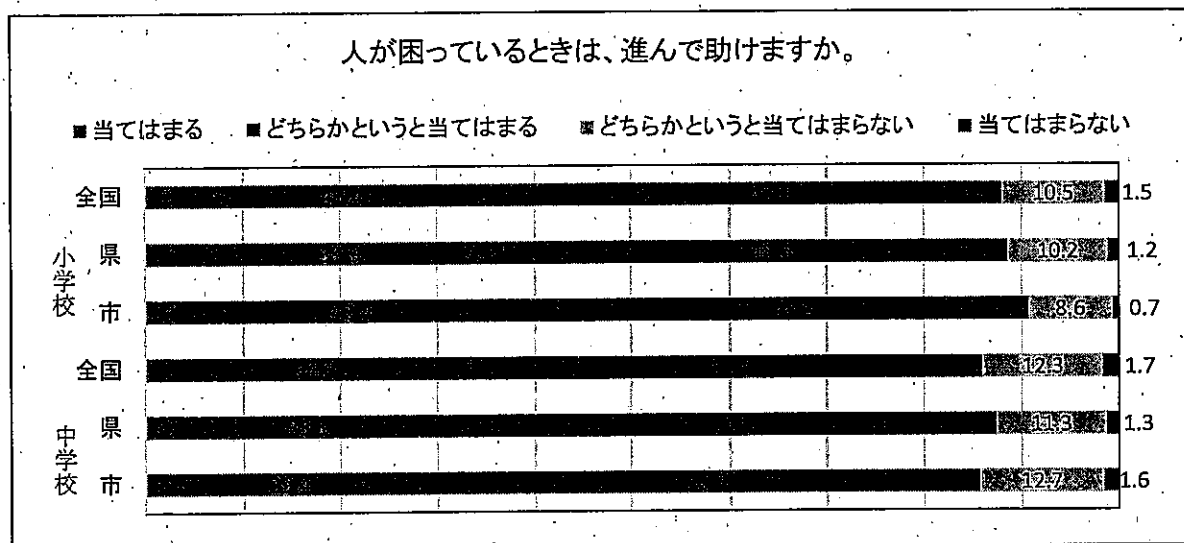 人が困っているときは、進んで助けますか。
■当てはまる ■どちらかというと当てはまる ■どちらかというと当てはまらない ■当てはまらない
小学校
全国 10.5 1.5
県 10.2 1.2
市 8.6 0.7
中学校
全国 12.3 1.7
県 11.3 1.3
市 12.7 1.6